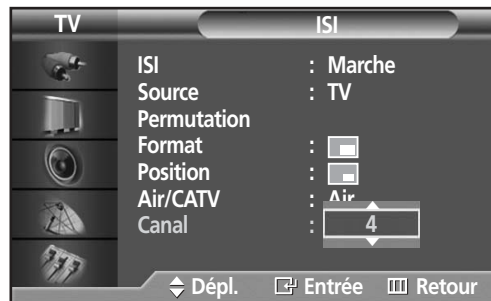 TV ISI
ISI : Marche
Source : TV
Permutation
Format :
Position :
Air/CATV : Air
Canal : 4
Dépl. Entrée Retour